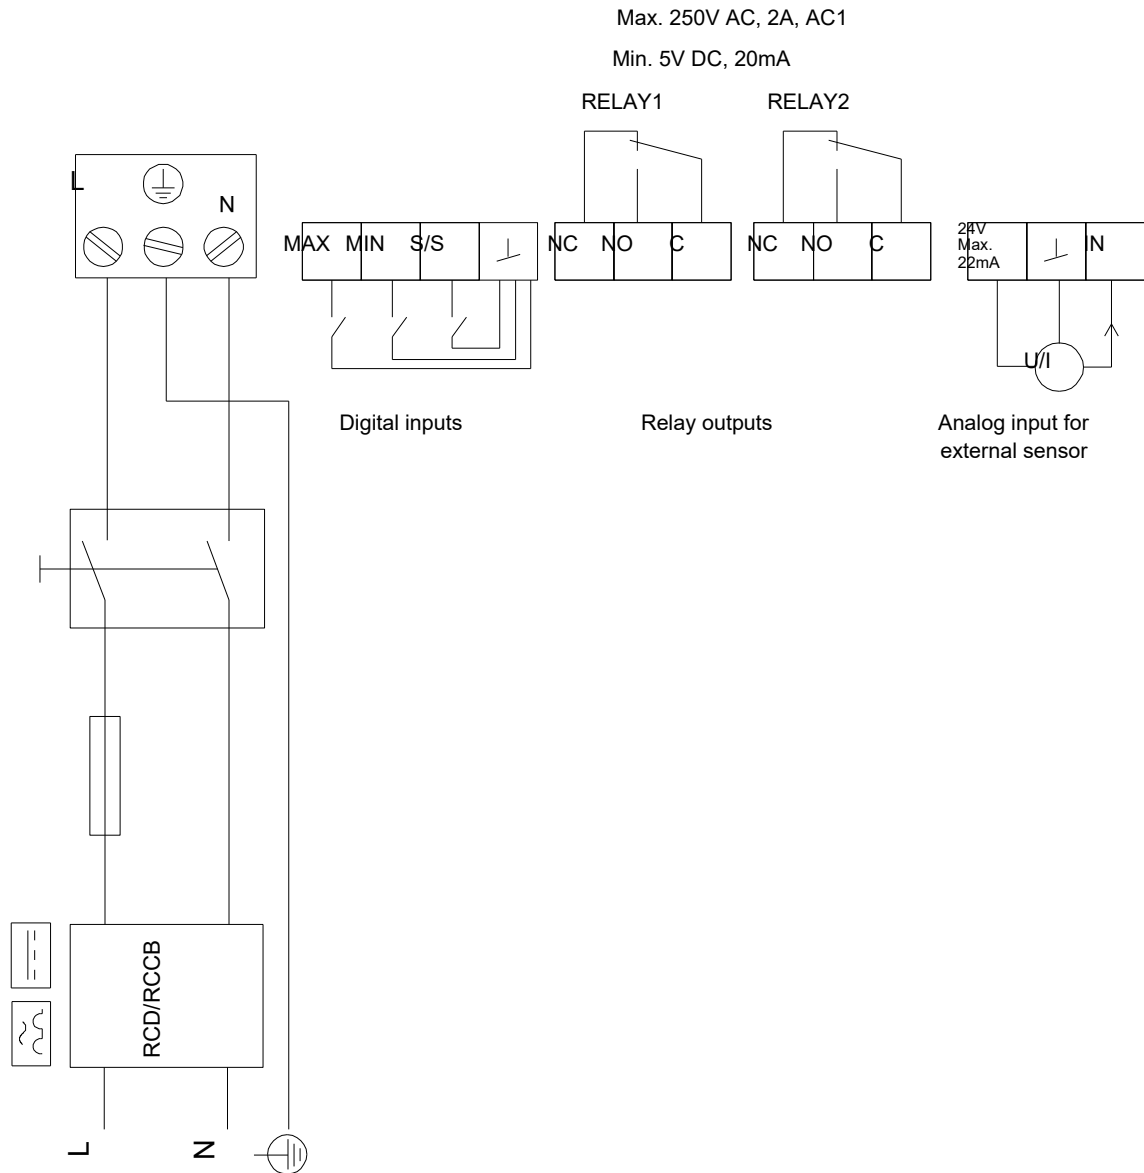 Max. 250V AC, 2A, AC1
Min. 5V DC, 20mA
RELAY1 RELAY2
L
N
MAX MIN S/S NC NO C NC NO C IN
24V
Max.
22mA
U/I
Digital inputs Relay outputs Analog input for
external sensor
RCD/RCCB
L N